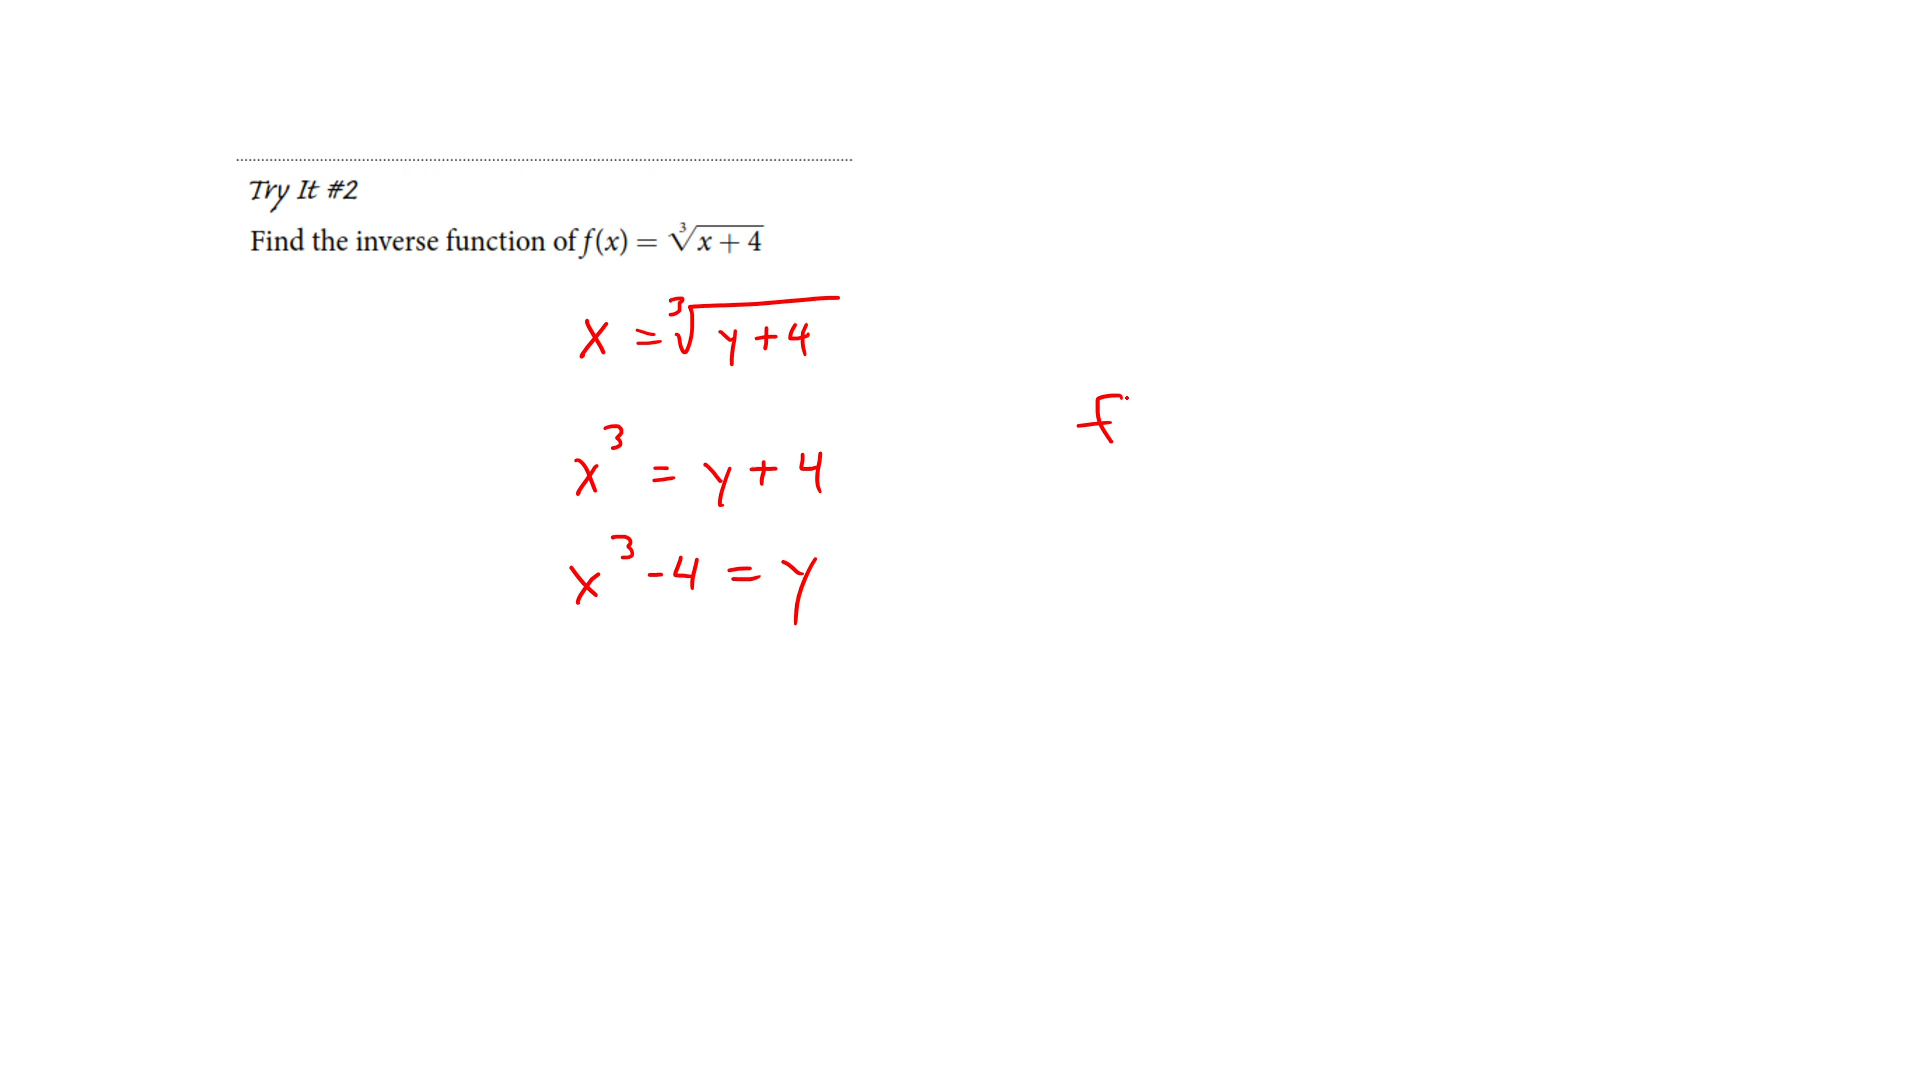 Try It #2
Find the inverse function of f(x) = ∛x + 4
x = ∛y + 4
x³ = y + 4
x³ - 4 = y
f